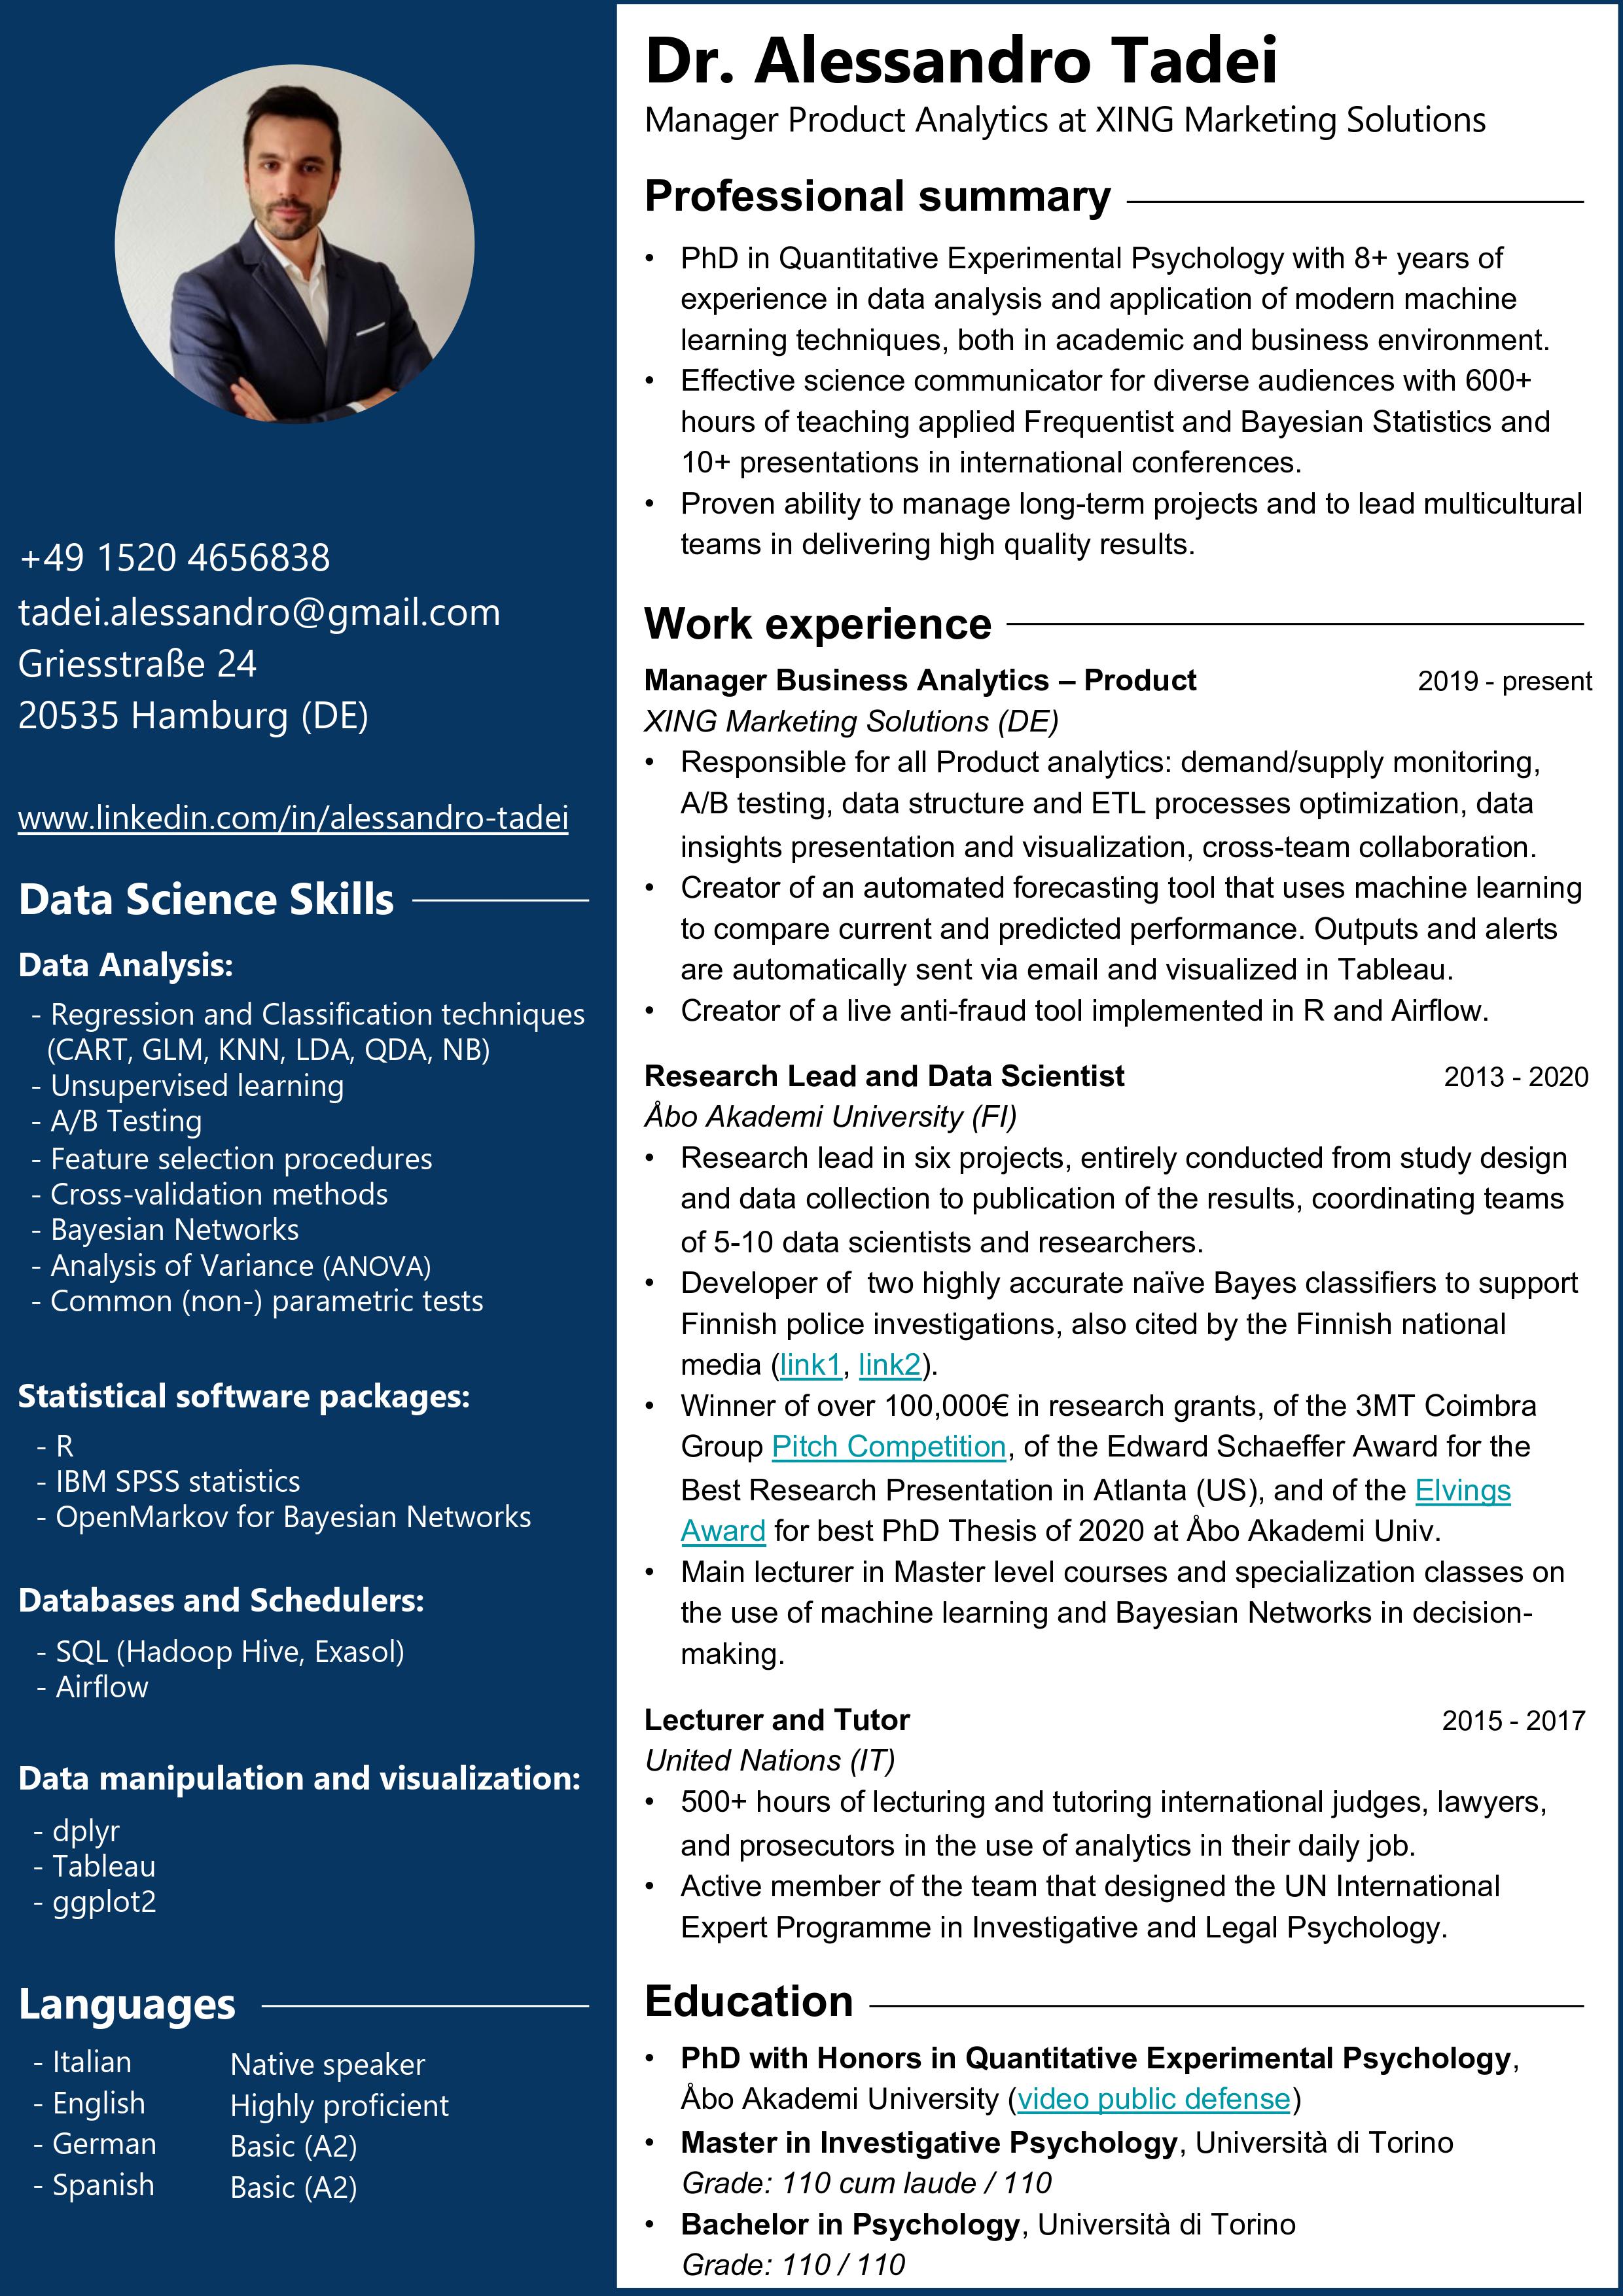 +49 1520 4656838
tadei.alessandro@gmail.com
Griesstraße 24
20535 Hamburg (DE)
www.linkedin.com/in/alessandro-tadei
Data Science Skills
Data Analysis:
- Regression and Classification techniques
(CART, GLM, KNN, LDA, QDA, NB)
- Unsupervised learning
- A/B Testing
- Feature selection procedures
- Cross-validation methods
- Bayesian Networks
- Analysis of Variance (ANOVA)
- Common (non-) parametric tests
Statistical software packages:
- R
- IBM SPSS statistics
- OpenMarkov for Bayesian Networks
Databases and Schedulers:
- SQL (Hadoop Hive, Exasol)
- Airflow
Data manipulation and visualization:
- dplyr
- Tableau
- ggplot2
Languages
- Italian Native speaker
- English Highly proficient
- German Basic (A2)
- Spanish Basic (A2)
Dr. Alessandro Tadei
Manager Product Analytics at XING Marketing Solutions
Professional summary
• PhD in Quantitative Experimental Psychology with 8+ years of
experience in data analysis and application of modern machine
learning techniques, both in academic and business environment.
• Effective science communicator for diverse audiences with 600+
hours of teaching applied Frequentist and Bayesian Statistics and
10+ presentations in international conferences.
• Proven ability to manage long-term projects and to lead multicultural
teams in delivering high quality results.
Work experience
Manager Business Analytics – Product 2019 - present
XING Marketing Solutions (DE)
• Responsible for all Product analytics: demand/supply monitoring,
A/B testing, data structure and ETL processes optimization, data
insights presentation and visualization, cross-team collaboration.
• Creator of an automated forecasting tool that uses machine learning
to compare current and predicted performance. Outputs and alerts
are automatically sent via email and visualized in Tableau.
• Creator of a live anti-fraud tool implemented in R and Airflow.
Research Lead and Data Scientist 2013 - 2020
Åbo Akademi University (FI)
• Research lead in six projects, entirely conducted from study design
and data collection to publication of the results, coordinating teams
of 5-10 data scientists and researchers.
• Developer of two highly accurate naïve Bayes classifiers to support
Finnish police investigations, also cited by the Finnish national
media (link1, link2).
• Winner of over 100,000€ in research grants, of the 3MT Coimbra
Group Pitch Competition, of the Edward Schaeffer Award for the
Best Research Presentation in Atlanta (US), and of the Elvings
Award for best PhD Thesis of 2020 at Åbo Akademi Univ.
• Main lecturer in Master level courses and specialization classes on
the use of machine learning and Bayesian Networks in decision-
making.
Lecturer and Tutor 2015 - 2017
United Nations (IT)
• 500+ hours of lecturing and tutoring international judges, lawyers,
and prosecutors in the use of analytics in their daily job.
• Active member of the team that designed the UN International
Expert Programme in Investigative and Legal Psychology.
Education
• PhD with Honors in Quantitative Experimental Psychology,
Åbo Akademi University (video public defense)
• Master in Investigative Psychology, Università di Torino
Grade: 110 cum laude / 110
• Bachelor in Psychology, Università di Torino
Grade: 110 / 110